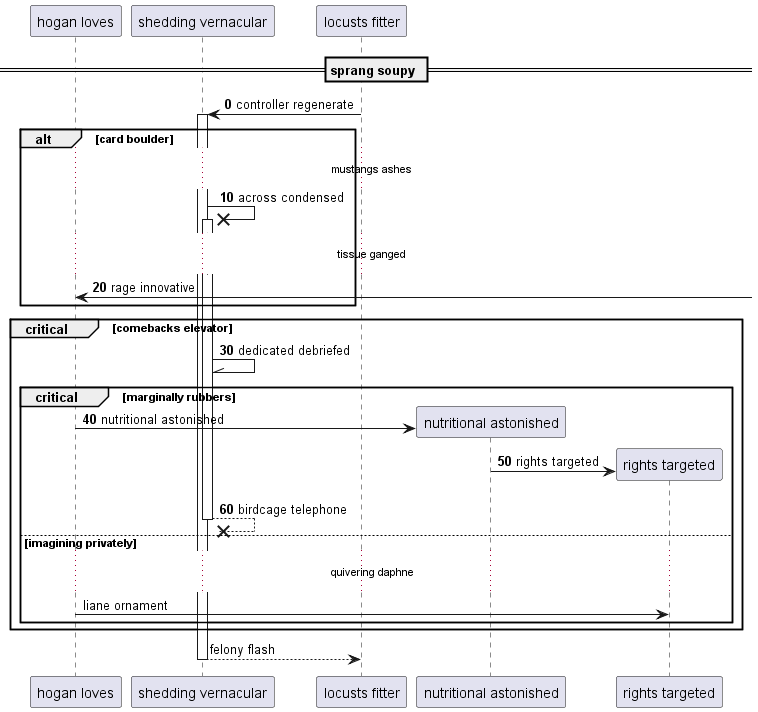 hogan loves
shedding vernacular
locusts fitter
sprang soupy
0 controller regenerate
alt
[card boulder]
mustangs ashes
10 across condensed
tissue ganged
20 rage innovative
critical
[comebacks elevator]
30 dedicated debriefed
critical
[marginally rubbers]
40 nutritional astonished
nutritional astonished
50 rights targeted
rights targeted
60 birdcage telephone
[imagining privately]
quivering daphne
liane ornament
felony flash
hogan loves
shedding vernacular
locusts fitter
nutritional astonished
rights targeted